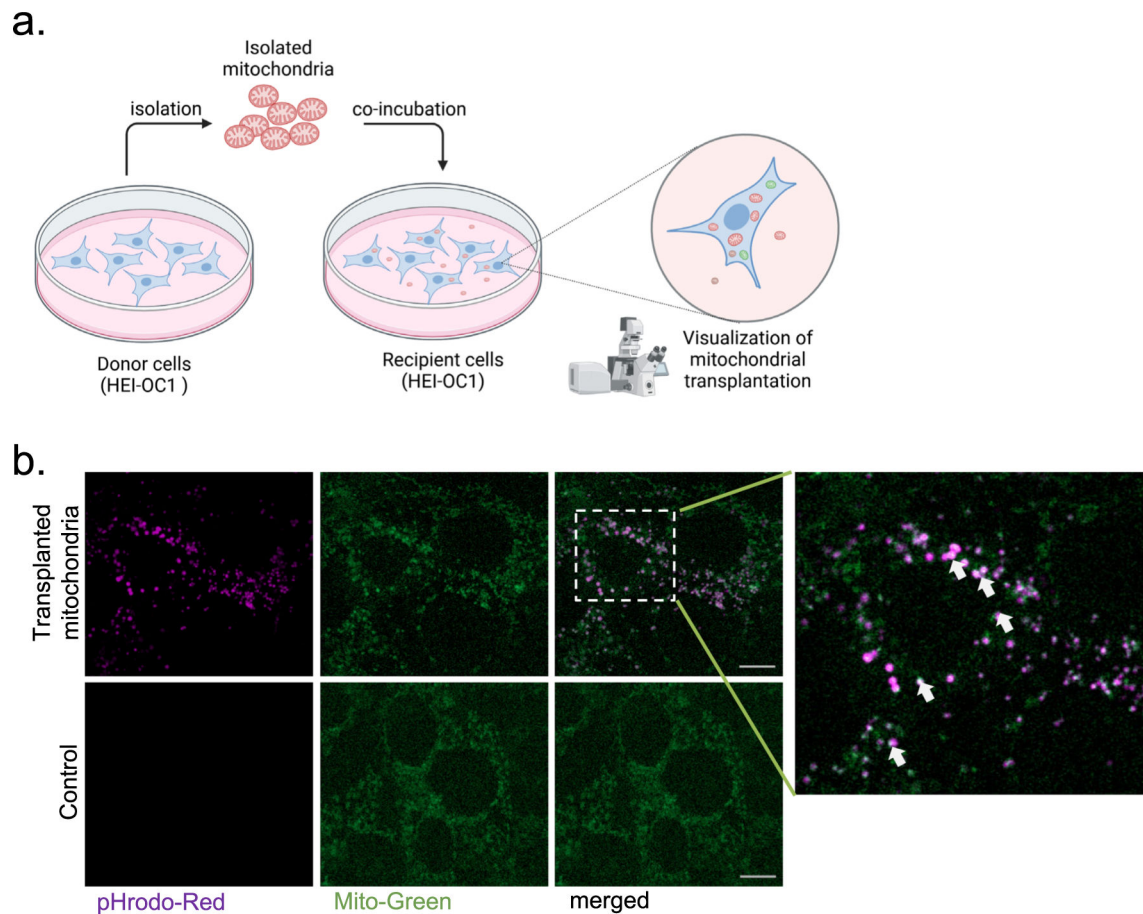 a.
Isolated
mitochondria
isolation
co-incubation
Donor cells
(HEI-OC1 )
Recipient cells
(HEI-OC1)
Visualization of
mitochondrial
transplantation
b.
Transplanted
mitochondria
Control
pHrodo-Red
Mito-Green
merged